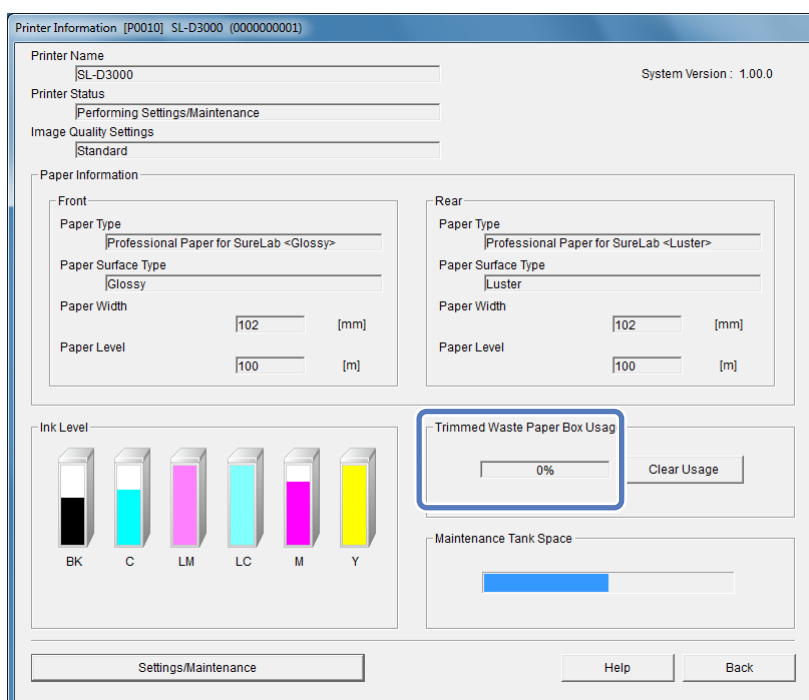 Printer Information [P0010] SL-D3000 (0000000001)
Printer Name
SL-D3000
System Version : 1.00.0
Printer Status
Performing Settings/Maintenance
Image Quality Settings
Standard
Paper Information
Front
Paper Type
Professional Paper for SureLab <Glossy>
Paper Surface Type
Glossy
Paper Width
102 [mm]
Paper Level
100 [m]
Rear
Paper Type
Professional Paper for SureLab <Luster>
Paper Surface Type
Luster
Paper Width
102 [mm]
Paper Level
100 [m]
Ink Level
BK C LM LC M Y
Trimmed Waste Paper Box Usag
0% Clear Usage
Maintenance Tank Space
Settings/Maintenance Help Back